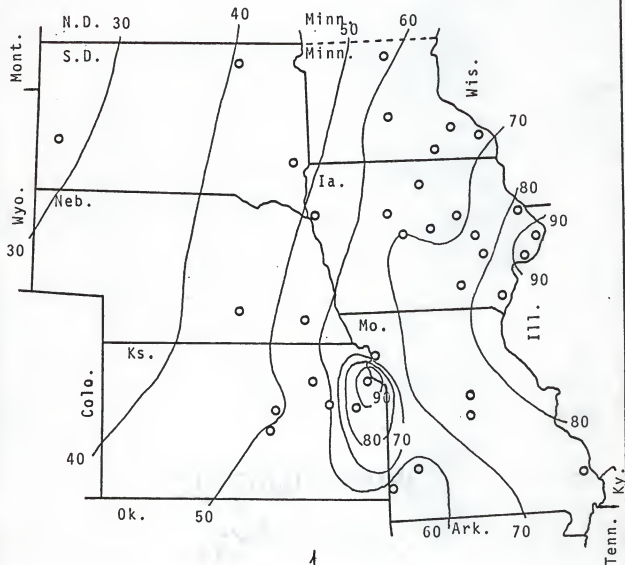 N.D. 30
40
Minn.
50
60
S.D.
Minn.
Mont.
Wis.
70
Wyo.
Neb.
Ia.
80
90
30
90
Mo.
Ill.
Ks.
Colo.
90
80 70
80
40
Ok.
50
60 Ark.
70
Tenn. Ky.